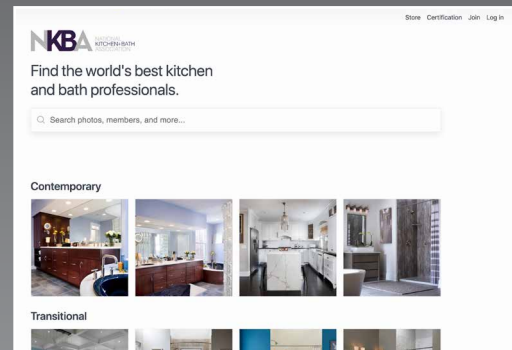 Store Certification Join Log in
NKBA NATIONAL
KITCHEN+BATH
ASSOCIATION
Find the world's best kitchen
and bath professionals.
Search photos, members, and more...
Contemporary
Transitional